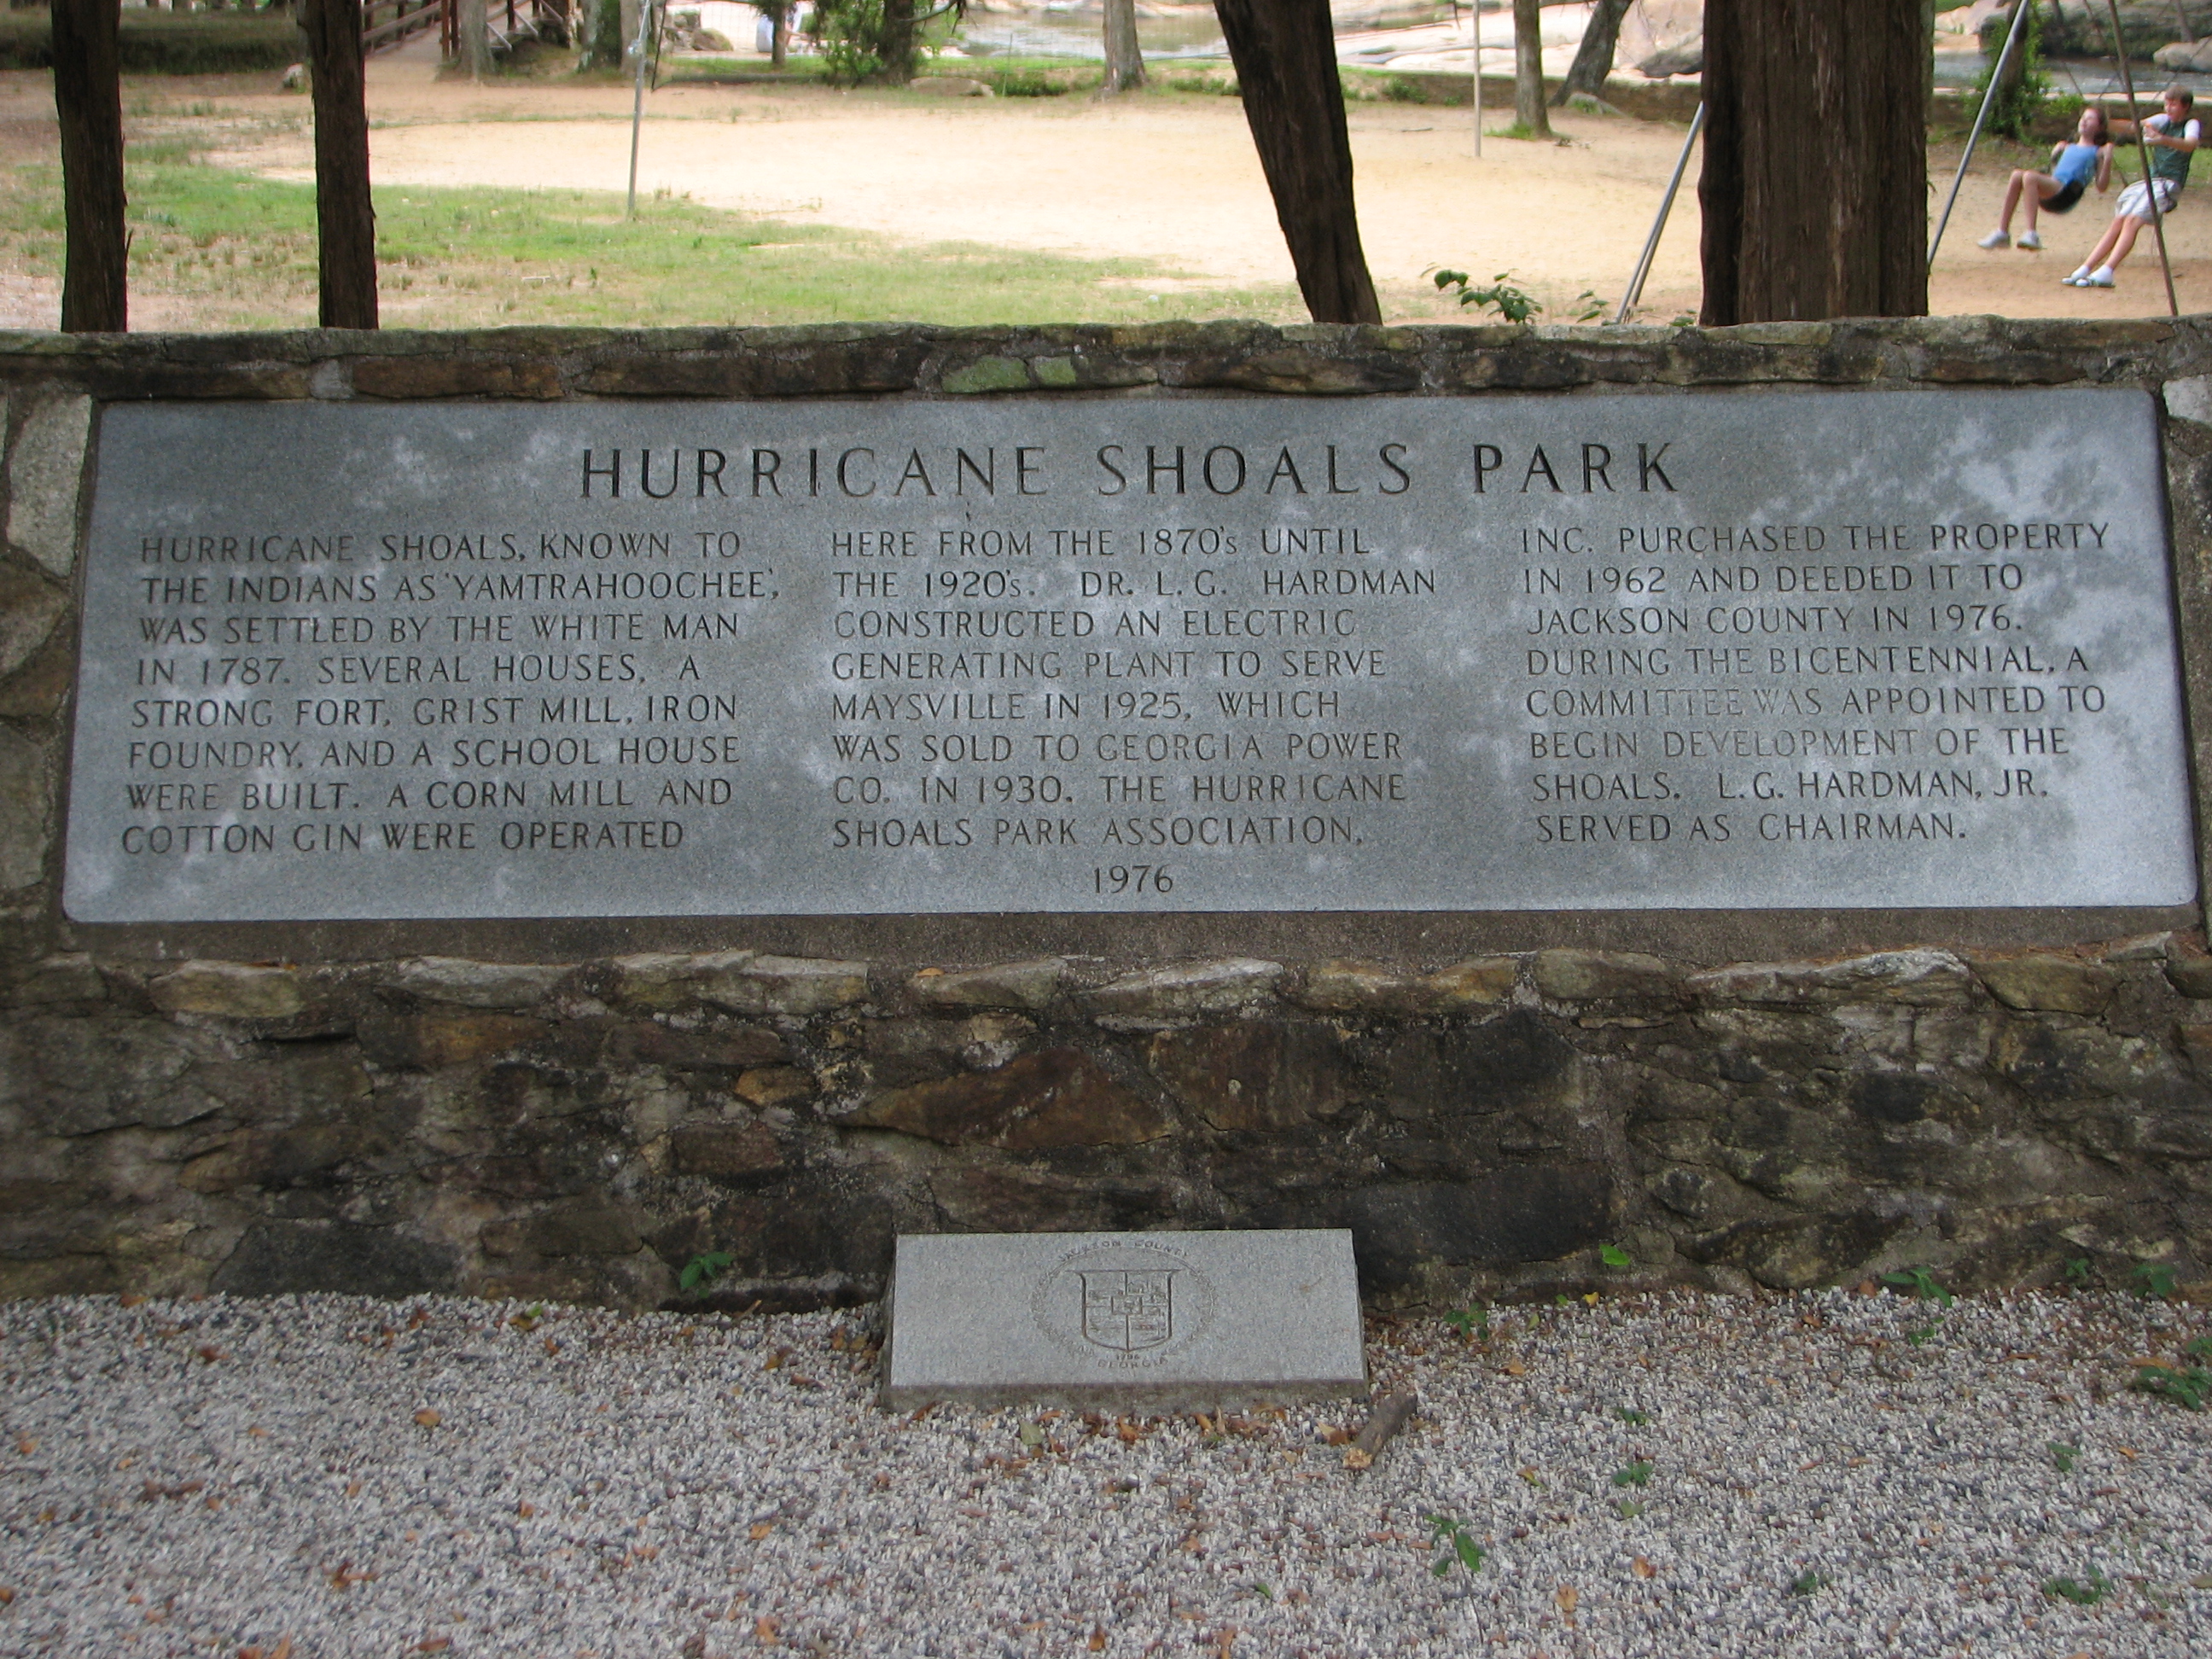 HURRICANE SHOALS PARK
HURRICANE SHOALS, KNOWN TO
THE INDIANS AS 'YAMTRAHOOCHEE',
WAS SETTLED BY THE WHITE MAN
IN 1787. SEVERAL HOUSES, A
STRONG FORT, GRIST MILL, IRON
FOUNDRY, AND A SCHOOL HOUSE
WERE BUILT. A CORN MILL AND
COTTON GIN WERE OPERATED
HERE FROM THE 1870's UNTIL
THE 1920's. DR. L. G. HARDMAN
CONSTRUCTED AN ELECTRIC
GENERATING PLANT TO SERVE
MAYSVILLE IN 1925, WHICH
WAS SOLD TO GEORGIA POWER
CO. IN 1930. THE HURRICANE
SHOALS PARK ASSOCIATION,
INC. PURCHASED THE PROPERTY
IN 1962 AND DEEDED IT TO
JACKSON COUNTY IN 1976.
DURING THE BICENTENNIAL, A
COMMITTEE WAS APPOINTED TO
BEGIN DEVELOPMENT OF THE
SHOALS. L. G. HARDMAN, JR.
SERVED AS CHAIRMAN.
1976
JACKSON COUNTY
1796
GEORGIA